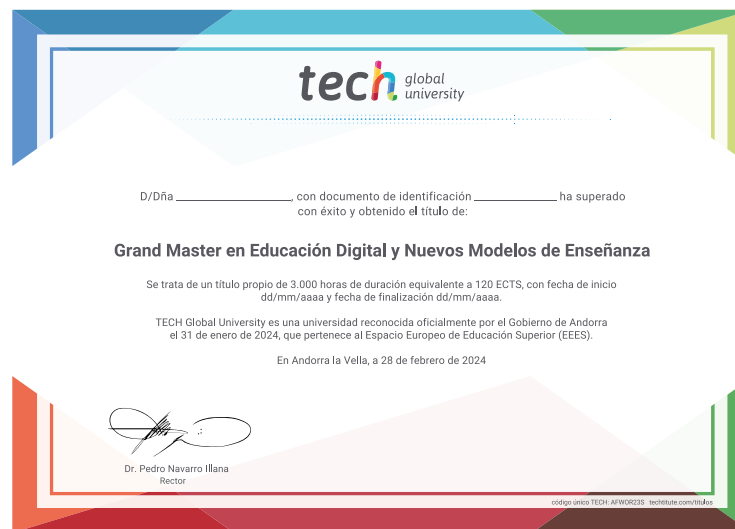 tech global university
D/Dña ____________________, con documento de identificación ______________ ha superado
con éxito y obtenido el título de:
Grand Master en Educación Digital y Nuevos Modelos de Enseñanza
Se trata de un título propio de 3.000 horas de duración equivalente a 120 ECTS, con fecha de inicio
dd/mm/aaaa y fecha de finalización dd/mm/aaaa.
TECH Global University es una universidad reconocida oficialmente por el Gobierno de Andorra
el 31 de enero de 2024, que pertenece al Espacio Europeo de Educación Superior (EEES).
En Andorra la Vella, a 28 de febrero de 2024
Dr. Pedro Navarro Illana
Rector
código único TECH: AFWOR23S techtitute.com/titulos